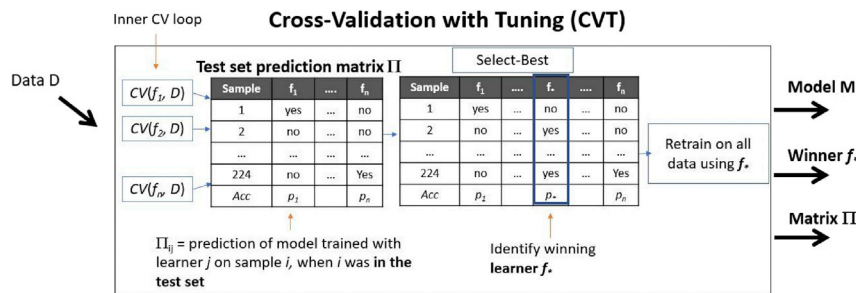 Cross-Validation with Tuning (CVT)
Inner CV loop
Data D
CV(f₁, D)
CV(f₂, D)
CV(fₙ, D)
Test set prediction matrix Π
Sample f₁ .... fₙ
1 yes ... no
2 no ... no
... ... ...
224 no ... Yes
Acc p₁ pₙ
Πᵢⱼ = prediction of model trained with
learner j on sample i, when i was in the
test set
Select-Best
Sample f₁ .... f* .... fₙ
1 yes ... no ... no
2 no ... yes ... no
... ... ... ... ...
224 no ... yes ... Yes
Acc p₁ p* pₙ
Identify winning
learner f*
Retrain on all
data using f*
Model M
Winner f*
Matrix Π